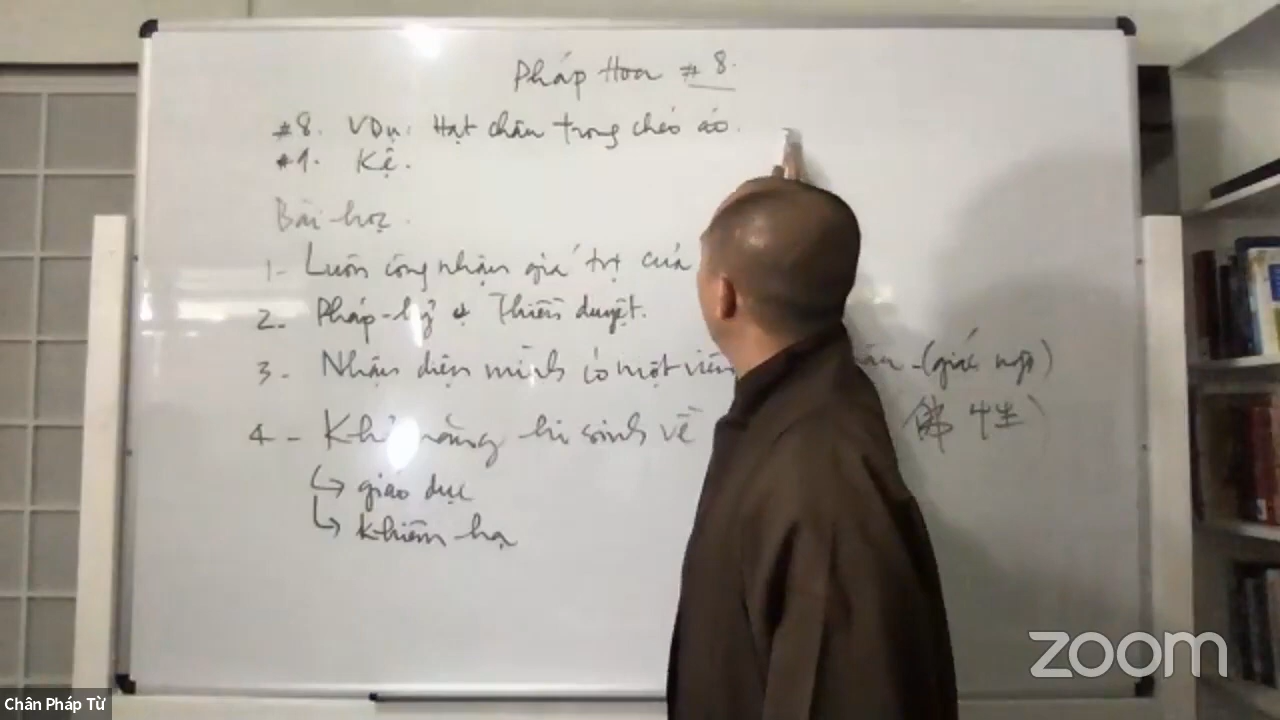 Pháp Hoa #8.
#8. VDụ: Hạt châu trong chéo áo.
#1. Kệ.
Bài học.
1- Luôn công nhận giá trị của
2- Pháp-hỷ & Thiền duyệt.
3- Nhận diện mình có một viên (giác ngộ)
4- Khả năng hi sinh về 佛性)
↳ giáo dục
↳ khiêm hạ
zoom
Chân Pháp Từ